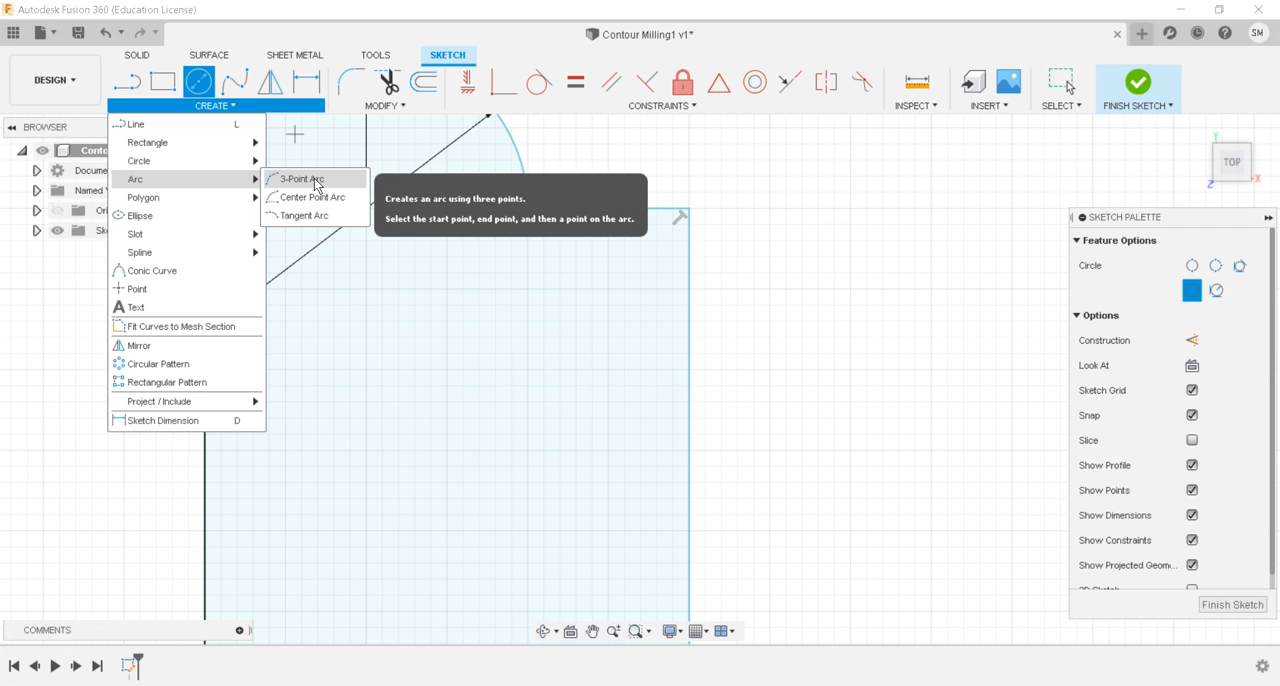 Autodesk Fusion 360 (Education License)
Contour Milling1 v1*
SM
DESIGN
SOLID
SURFACE
SHEET METAL
TOOLS
SKETCH
CREATE
MODIFY
CONSTRAINTS
INSPECT
INSERT
SELECT
FINISH SKETCH
BROWSER
Line L
Rectangle
Circle
Arc
Polygon
Ellipse
Slot
Spline
Conic Curve
Point
Text
Fit Curves to Mesh Section
Mirror
Circular Pattern
Rectangular Pattern
Project / Include
Sketch Dimension D
3-Point Arc
Center Point Arc
Tangent Arc
Creates an arc using three points.
Select the start point, end point, and then a point on the arc.
TOP
Y
X
Z
SKETCH PALETTE
Feature Options
Circle
Options
Construction
Look At
Sketch Grid
Snap
Slice
Show Profile
Show Points
Show Dimensions
Show Constraints
Show Projected Geom...
Finish Sketch
COMMENTS